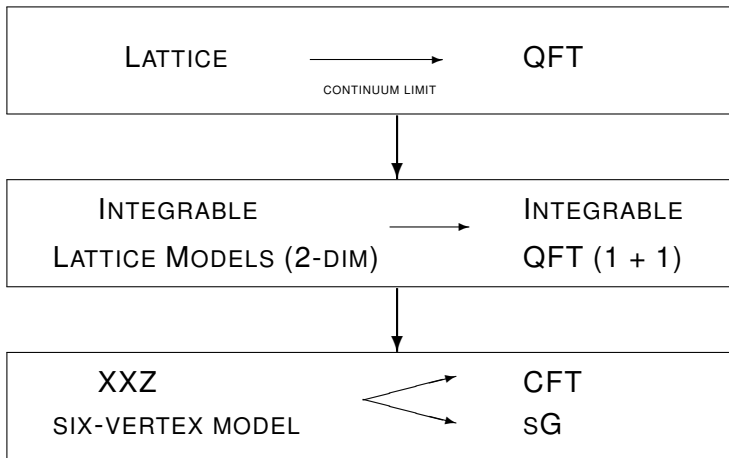 LATTICE QFT
CONTINUUM LIMIT
INTEGRABLE INTEGRABLE
LATTICE MODELS (2-DIM) QFT (1 + 1)
XXZ CFT
SIX-VERTEX MODEL SG